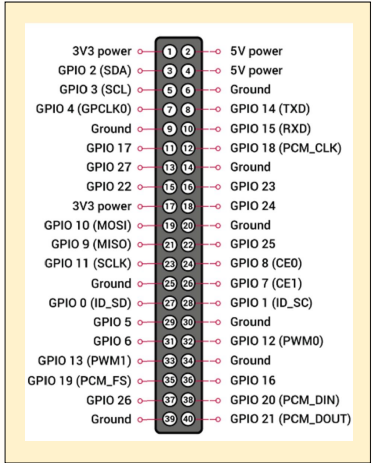 3V3 power 1 2 5V power
GPIO 2 (SDA) 3 4 5V power
GPIO 3 (SCL) 5 6 Ground
GPIO 4 (GPCLK0) 7 8 GPIO 14 (TXD)
Ground 9 10 GPIO 15 (RXD)
GPIO 17 11 12 GPIO 18 (PCM_CLK)
GPIO 27 13 14 Ground
GPIO 22 15 16 GPIO 23
3V3 power 17 18 GPIO 24
GPIO 10 (MOSI) 19 20 Ground
GPIO 9 (MISO) 21 22 GPIO 25
GPIO 11 (SCLK) 23 24 GPIO 8 (CE0)
Ground 25 26 GPIO 7 (CE1)
GPIO 0 (ID_SD) 27 28 GPIO 1 (ID_SC)
GPIO 5 29 30 Ground
GPIO 6 31 32 GPIO 12 (PWM0)
GPIO 13 (PWM1) 33 34 Ground
GPIO 19 (PCM_FS) 35 36 GPIO 16
GPIO 26 37 38 GPIO 20 (PCM_DIN)
Ground 39 40 GPIO 21 (PCM_DOUT)